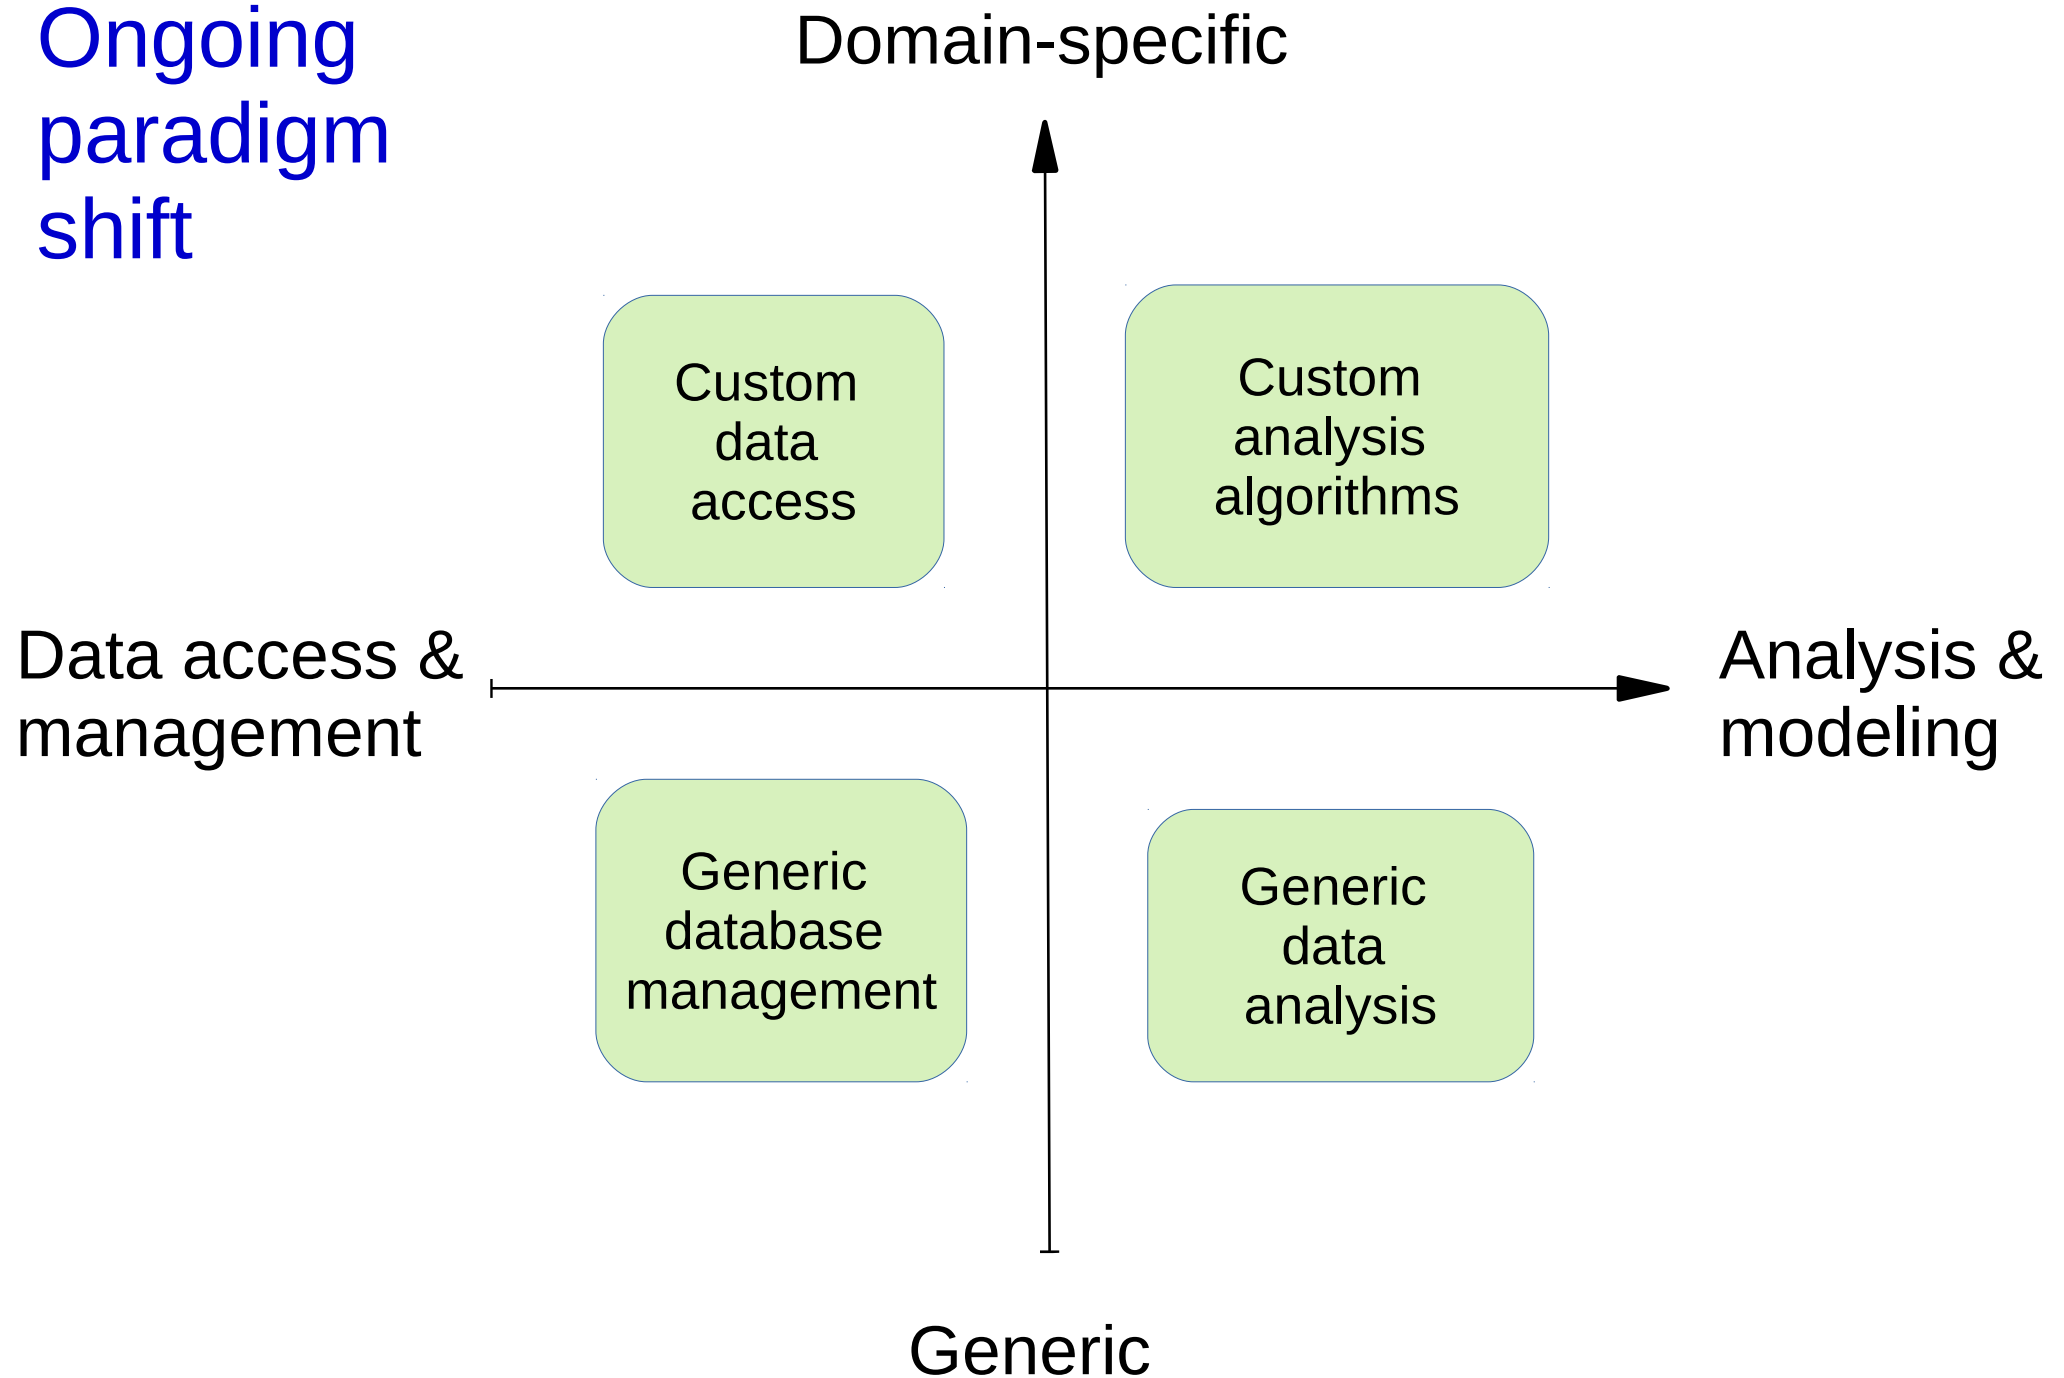 Ongoing
paradigm
shift
Domain-specific
Custom
data
access
Custom
analysis
algorithms
Data access &
management
Analysis &
modeling
Generic
database
management
Generic
data
analysis
Generic